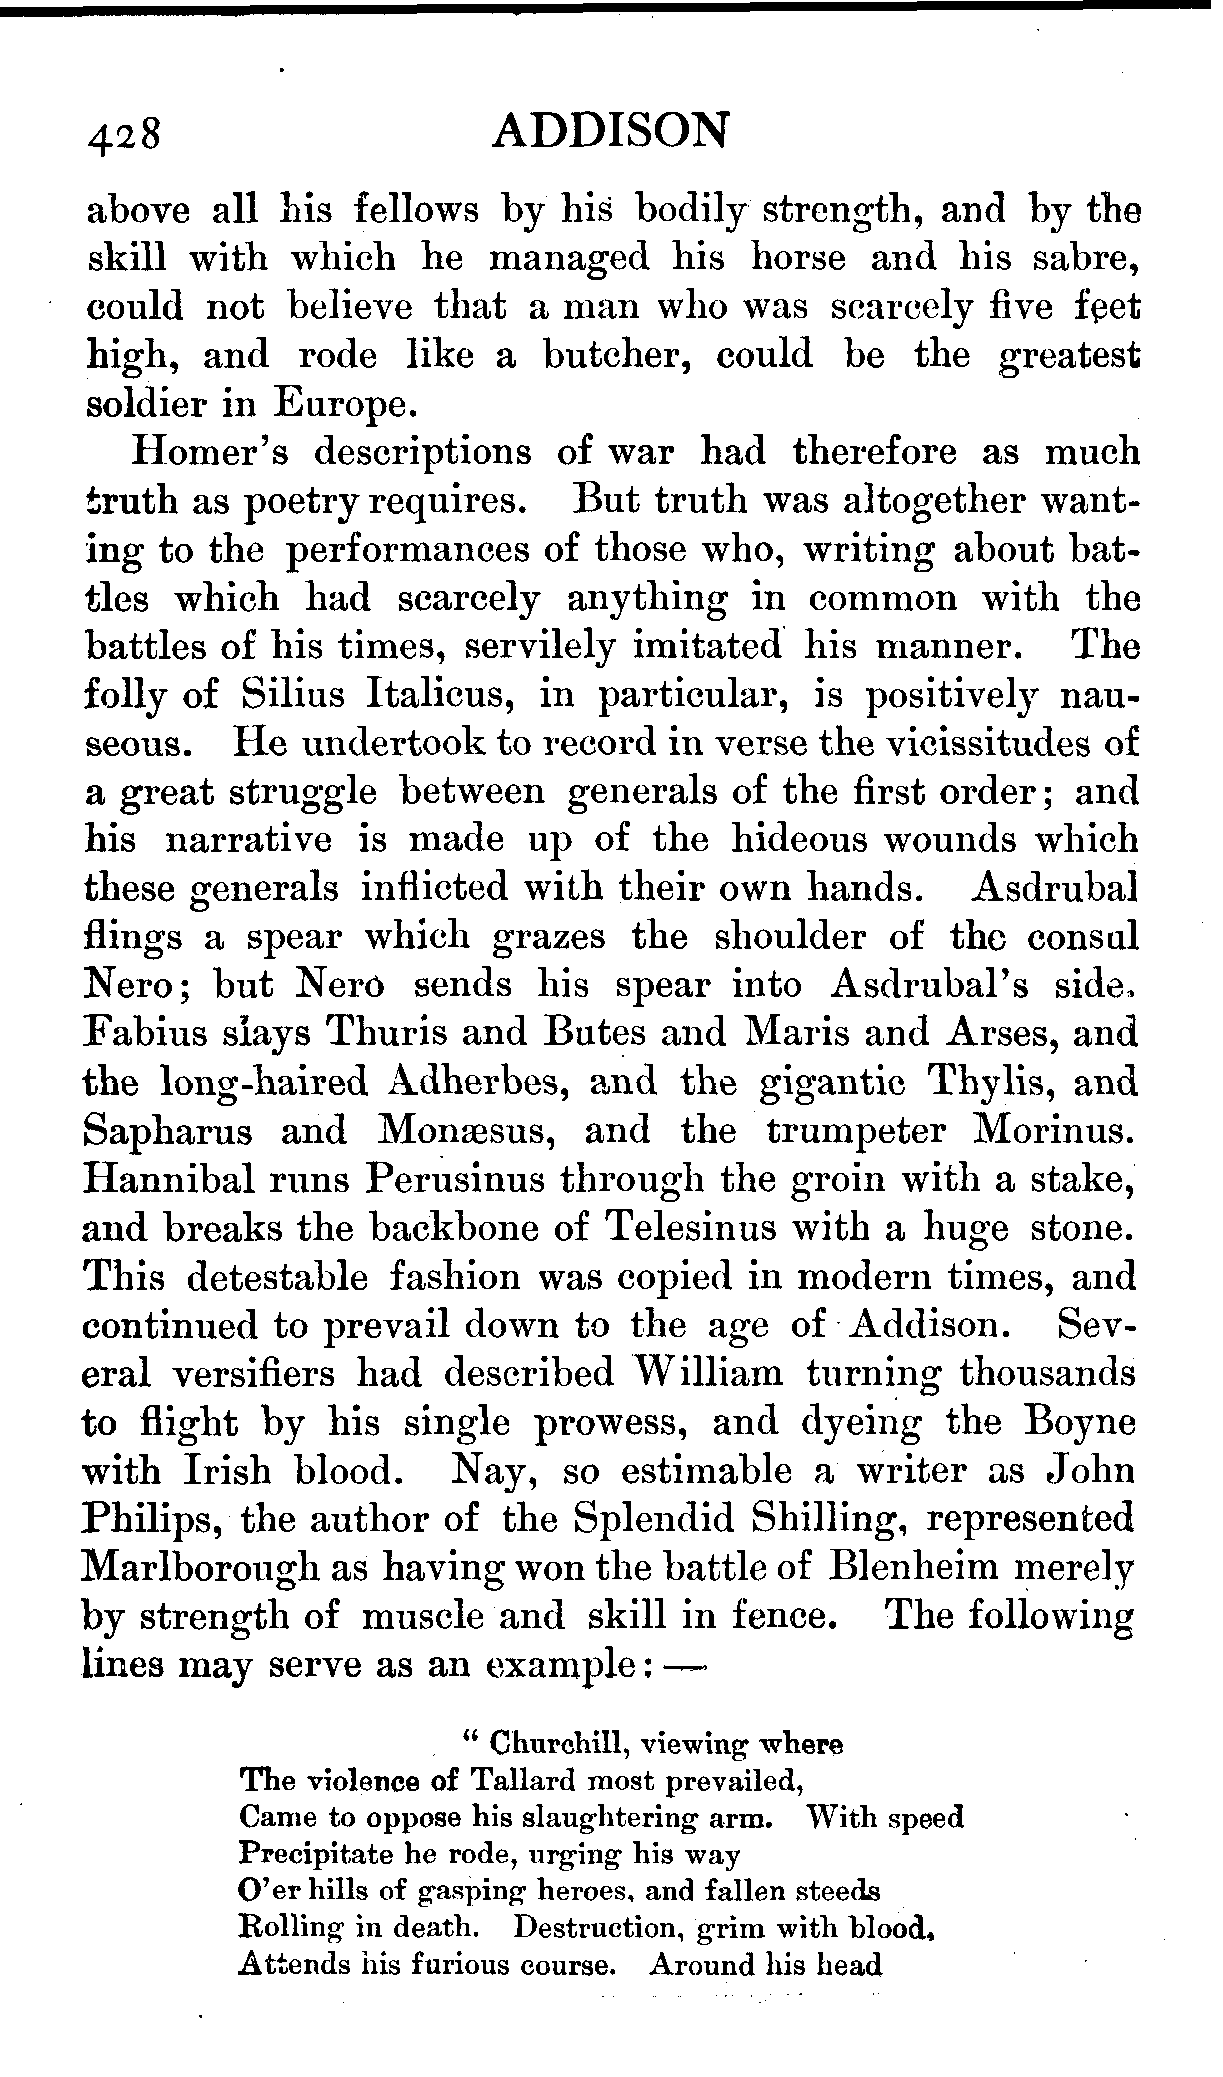 428 ADDISON
above all his fellows by his bodily strength, and by the
skill with which he managed his horse and his sabre,
could not believe that a man who was scarcely five feet
high, and rode like a butcher, could be the greatest
soldier in Europe.
Homer's descriptions of war had therefore as much
truth as poetry requires. But truth was altogether want-
ing to the performances of those who, writing about bat-
tles which had scarcely anything in common with the
battles of his times, servilely imitated his manner. The
folly of Silius Italicus, in particular, is positively nau-
seous. He undertook to record in verse the vicissitudes of
a great struggle between generals of the first order; and
his narrative is made up of the hideous wounds which
these generals inflicted with their own hands. Asdrubal
flings a spear which grazes the shoulder of the consul
Nero; but Nero sends his spear into Asdrubal's side.
Fabius slays Thuris and Butes and Maris and Arses, and
the long-haired Adherbes, and the gigantic Thylis, and
Sapharus and Monæsus, and the trumpeter Morinus.
Hannibal runs Perusinus through the groin with a stake,
and breaks the backbone of Telesinus with a huge stone.
This detestable fashion was copied in modern times, and
continued to prevail down to the age of Addison. Sev-
eral versifiers had described William turning thousands
to flight by his single prowess, and dyeing the Boyne
with Irish blood. Nay, so estimable a writer as John
Philips, the author of the Splendid Shilling, represented
Marlborough as having won the battle of Blenheim merely
by strength of muscle and skill in fence. The following
lines may serve as an example: —
" Churchill, viewing where
The violence of Tallard most prevailed,
Came to oppose his slaughtering arm. With speed
Precipitate he rode, urging his way
O'er hills of gasping heroes, and fallen steeds
Rolling in death. Destruction, grim with blood,
Attends his furious course. Around his head